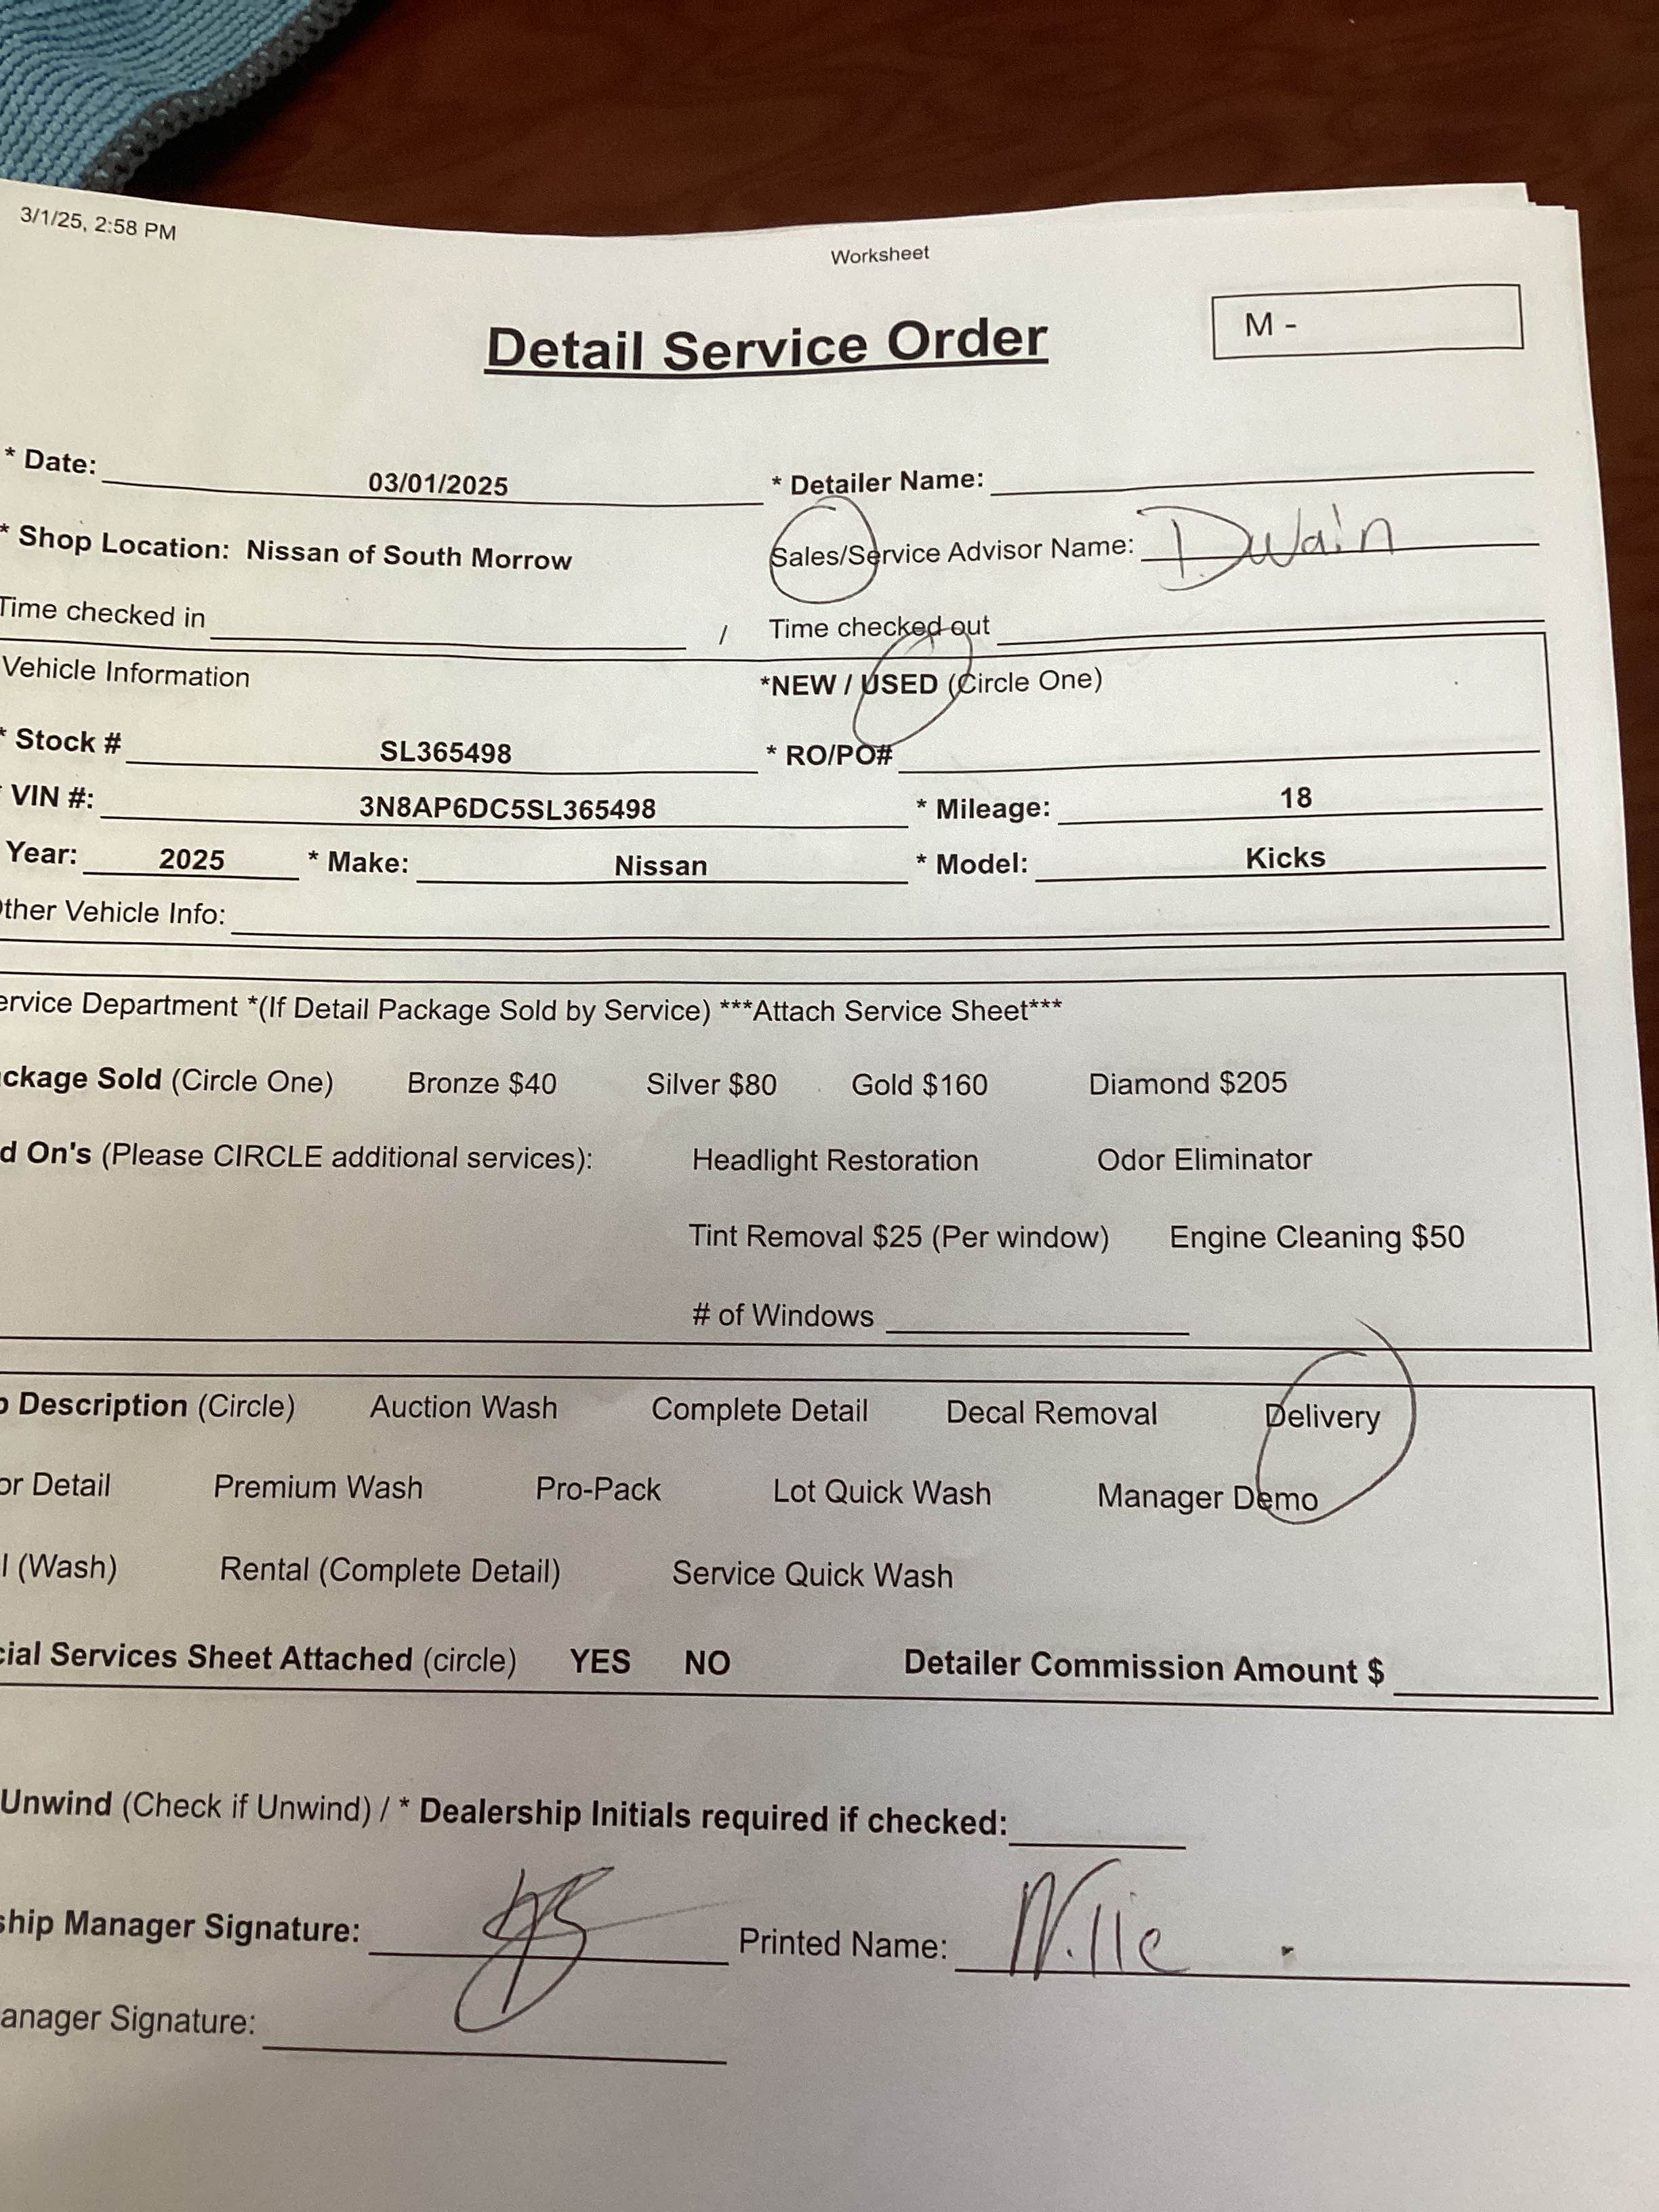 3/1/25, 2:58 PM
Worksheet
Detail Service Order
M -
* Date: 03/01/2025 * Detailer Name:
* Shop Location: Nissan of South Morrow Sales/Service Advisor Name: Dwain
Time checked in / Time checked out
Vehicle Information *NEW / USED (Circle One)
* Stock # SL365498 * RO/PO#
VIN #: 3N8AP6DC5SL365498 * Mileage: 18
Year: 2025 * Make: Nissan * Model: Kicks
ther Vehicle Info:
ervice Department *(If Detail Package Sold by Service) ***Attach Service Sheet***
ckage Sold (Circle One) Bronze $40 Silver $80 Gold $160 Diamond $205
d On's (Please CIRCLE additional services): Headlight Restoration Odor Eliminator
Tint Removal $25 (Per window) Engine Cleaning $50
# of Windows
Description (Circle) Auction Wash Complete Detail Decal Removal Delivery
or Detail Premium Wash Pro-Pack Lot Quick Wash Manager Demo
l (Wash) Rental (Complete Detail) Service Quick Wash
cial Services Sheet Attached (circle) YES NO Detailer Commission Amount $
Unwind (Check if Unwind) / * Dealership Initials required if checked:
ship Manager Signature: Printed Name: Willie
anager Signature: